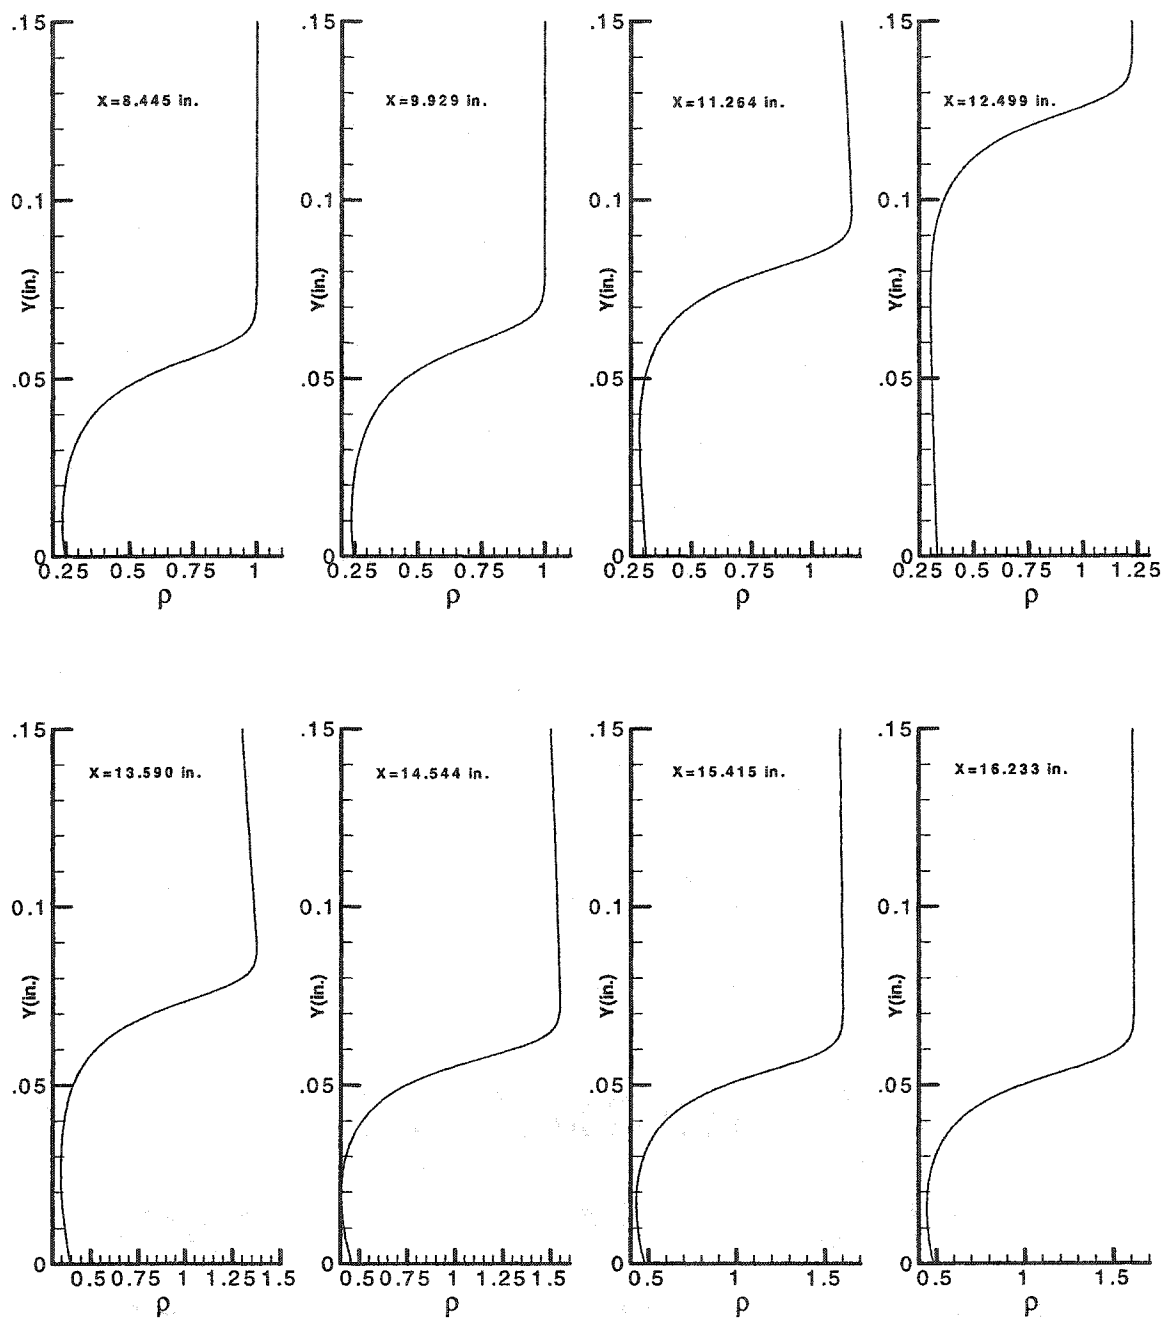 .15 .15 .15 .15
X=8.445 in. X=9.929 in. X=11.264 in. X=12.499 in.
0.1 0.1 0.1 0.1
Y(in.) Y(in.) Y(in.) Y(in.)
.05 .05 .05 .05
0 0 0 0
0.25 0.5 0.75 1 0.25 0.5 0.75 1 0.25 0.5 0.75 1 0.25 0.5 0.75 1 1.25
ρ ρ ρ ρ
.15 .15 .15 .15
X=13.590 in. X=14.544 in. X=15.415 in. X=16.233 in.
0.1 0.1 0.1 0.1
Y(in.) Y(in.) Y(in.) Y(in.)
.05 .05 .05 .05
0 0 0 0
0.5 0.75 1 1.25 1.5 0.5 0.75 1 1.25 1.5 0.5 1 1.5 0.5 1 1.5
ρ ρ ρ ρ